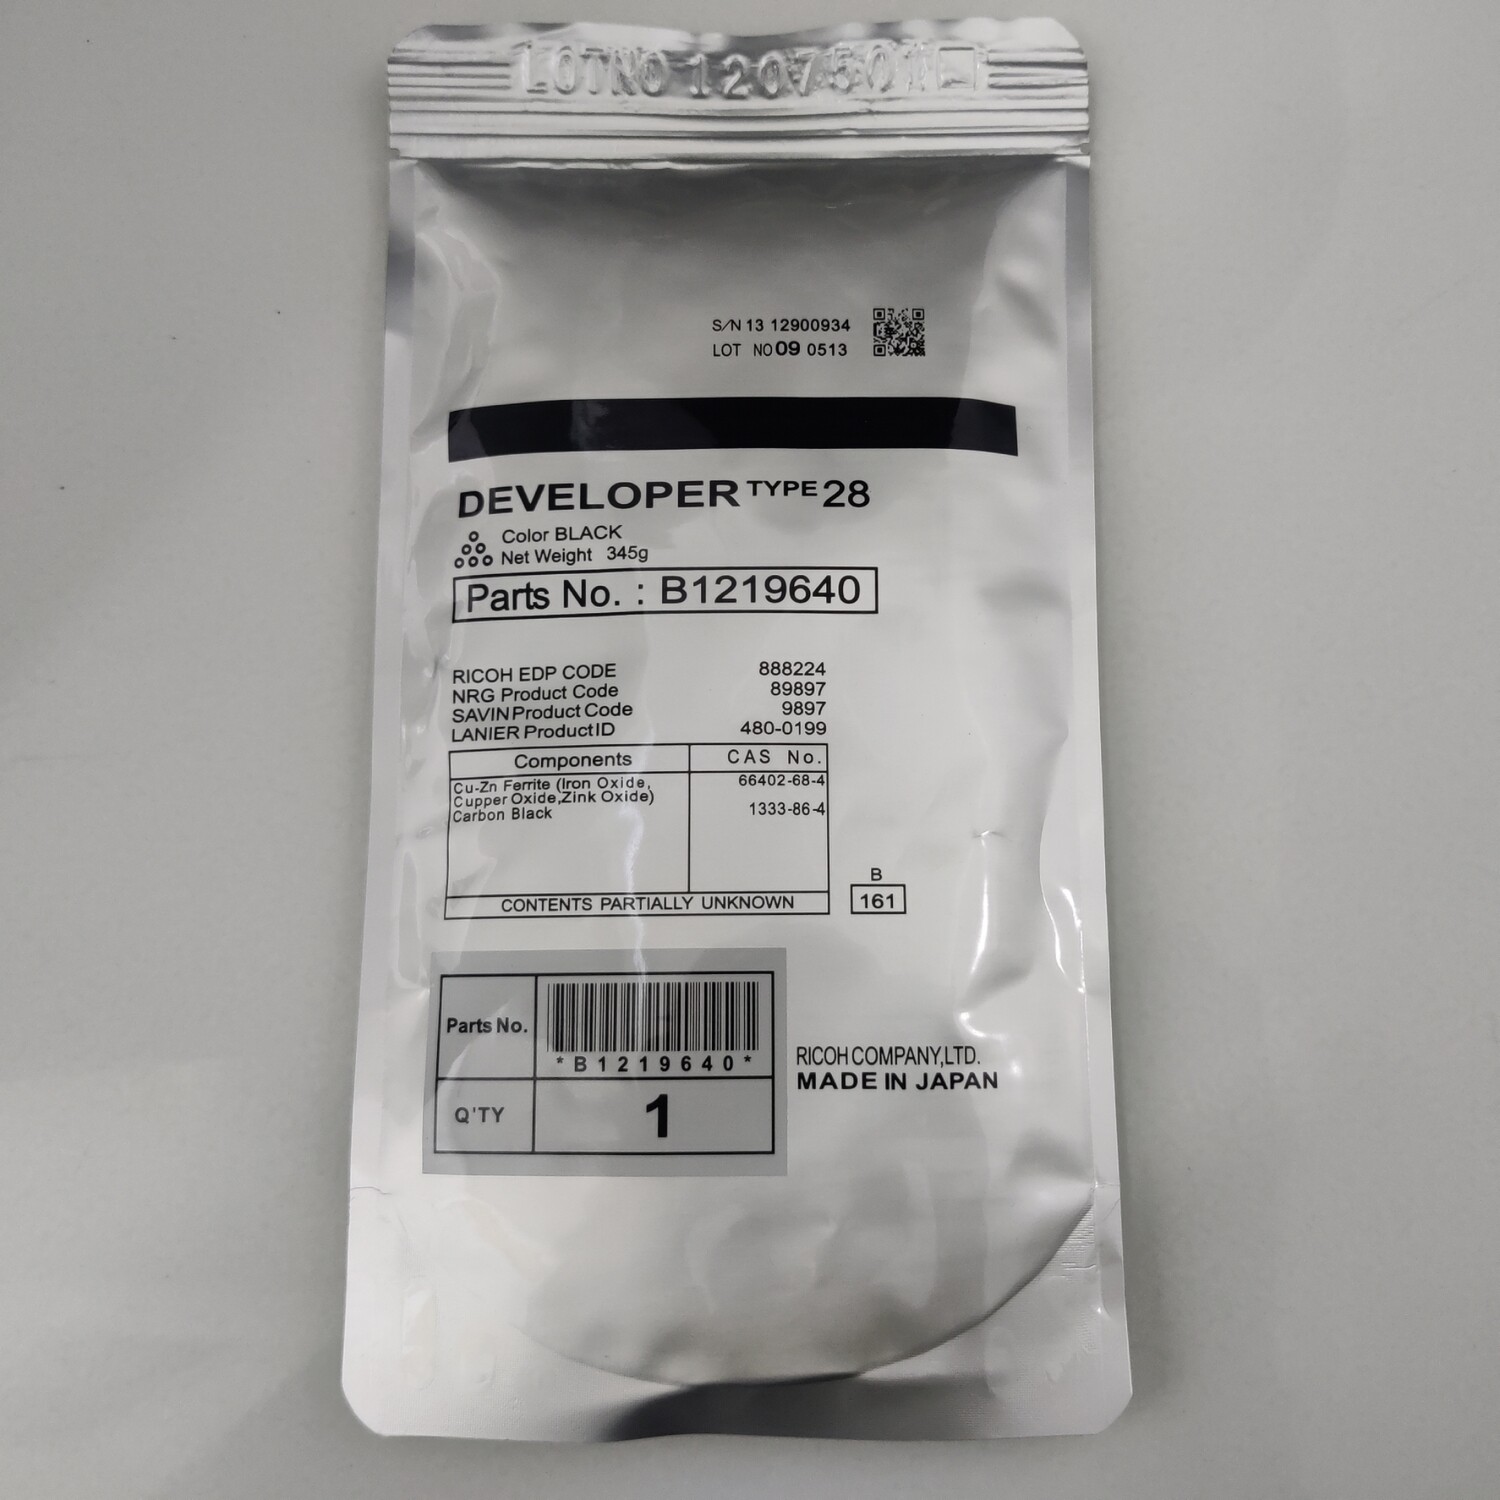 LOTNO 1207501
S/N 13 12900934
LOT NO 09 0513
DEVELOPER TYPE 28
Color BLACK
Net Weight 345g
Parts No. : B1219640
RICOH EDP CODE 888224
NRG Product Code 89897
SAVIN Product Code 9897
LANIER Product ID 480-0199
Components CAS No.
Cu-Zn Ferrite (Iron Oxide, 66402-68-4
Cupper Oxide,Zink Oxide)
Carbon Black 1333-86-4
CONTENTS PARTIALLY UNKNOWN
B
161
Parts No.
*B1219640*
Q'TY 1
RICOH COMPANY,LTD.
MADE IN JAPAN